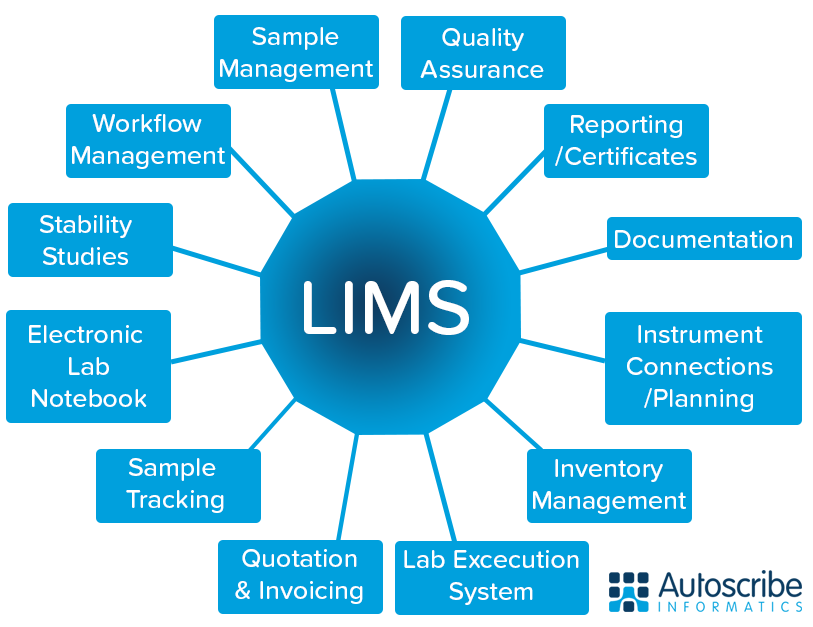 Sample
Management
Quality
Assurance
Workflow
Management
Reporting
/Certificates
Stability
Studies
Documentation
LIMS
Electronic
Lab
Notebook
Instrument
Connections
/Planning
Sample
Tracking
Inventory
Management
Quotation
& Invoicing
Lab Excecution
System
Autoscribe
INFORMATICS